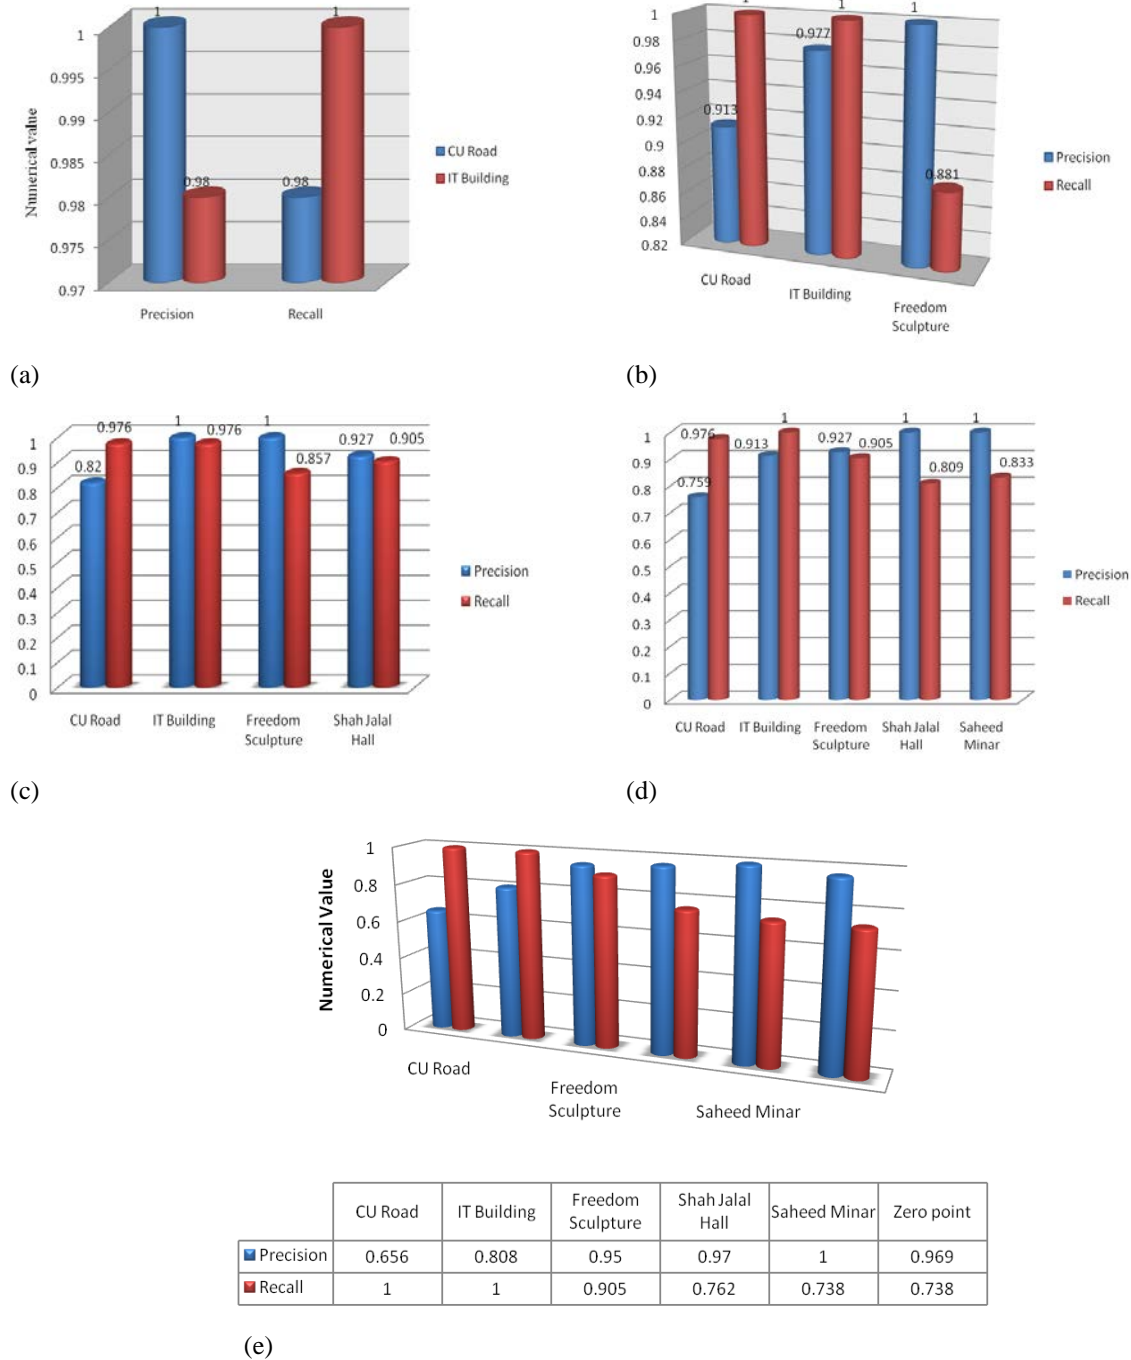 1
1
1
0.995
0.99
0.985
0.98
0.975
0.97
0.98
0.98
Numerical value
Precision
Recall
CU Road
IT Building
(a)
1
0.98
0.96
0.94
0.92
0.9
0.88
0.86
0.84
0.82
1
1
1
0.977
0.913
0.881
CU Road
IT Building
Freedom
Sculpture
Precision
Recall
(b)
1
0.9
0.8
0.7
0.6
0.5
0.4
0.3
0.2
0.1
0
0.82
0.976
1
0.976
1
0.857
0.927
0.905
CU Road
IT Building
Freedom
Sculpture
Shah Jalal
Hall
Precision
Recall
(c)
1
0.9
0.8
0.7
0.6
0.5
0.4
0.3
0.2
0.1
0
0.759
0.976
0.913
1
0.927
0.905
1
0.809
1
0.833
CU Road
IT Building
Freedom
Sculpture
Shah Jalal
Hall
Saheed
Minar
Precision
Recall
(d)
Numerical Value
1
0.8
0.6
0.4
0.2
0
CU Road
Freedom
Sculpture
Saheed Minar
CU Road IT Building Freedom Sculpture Shah Jalal Hall Saheed Minar Zero point
Precision 0.656 0.808 0.95 0.97 1 0.969
Recall 1 1 0.905 0.762 0.738 0.738
(e)